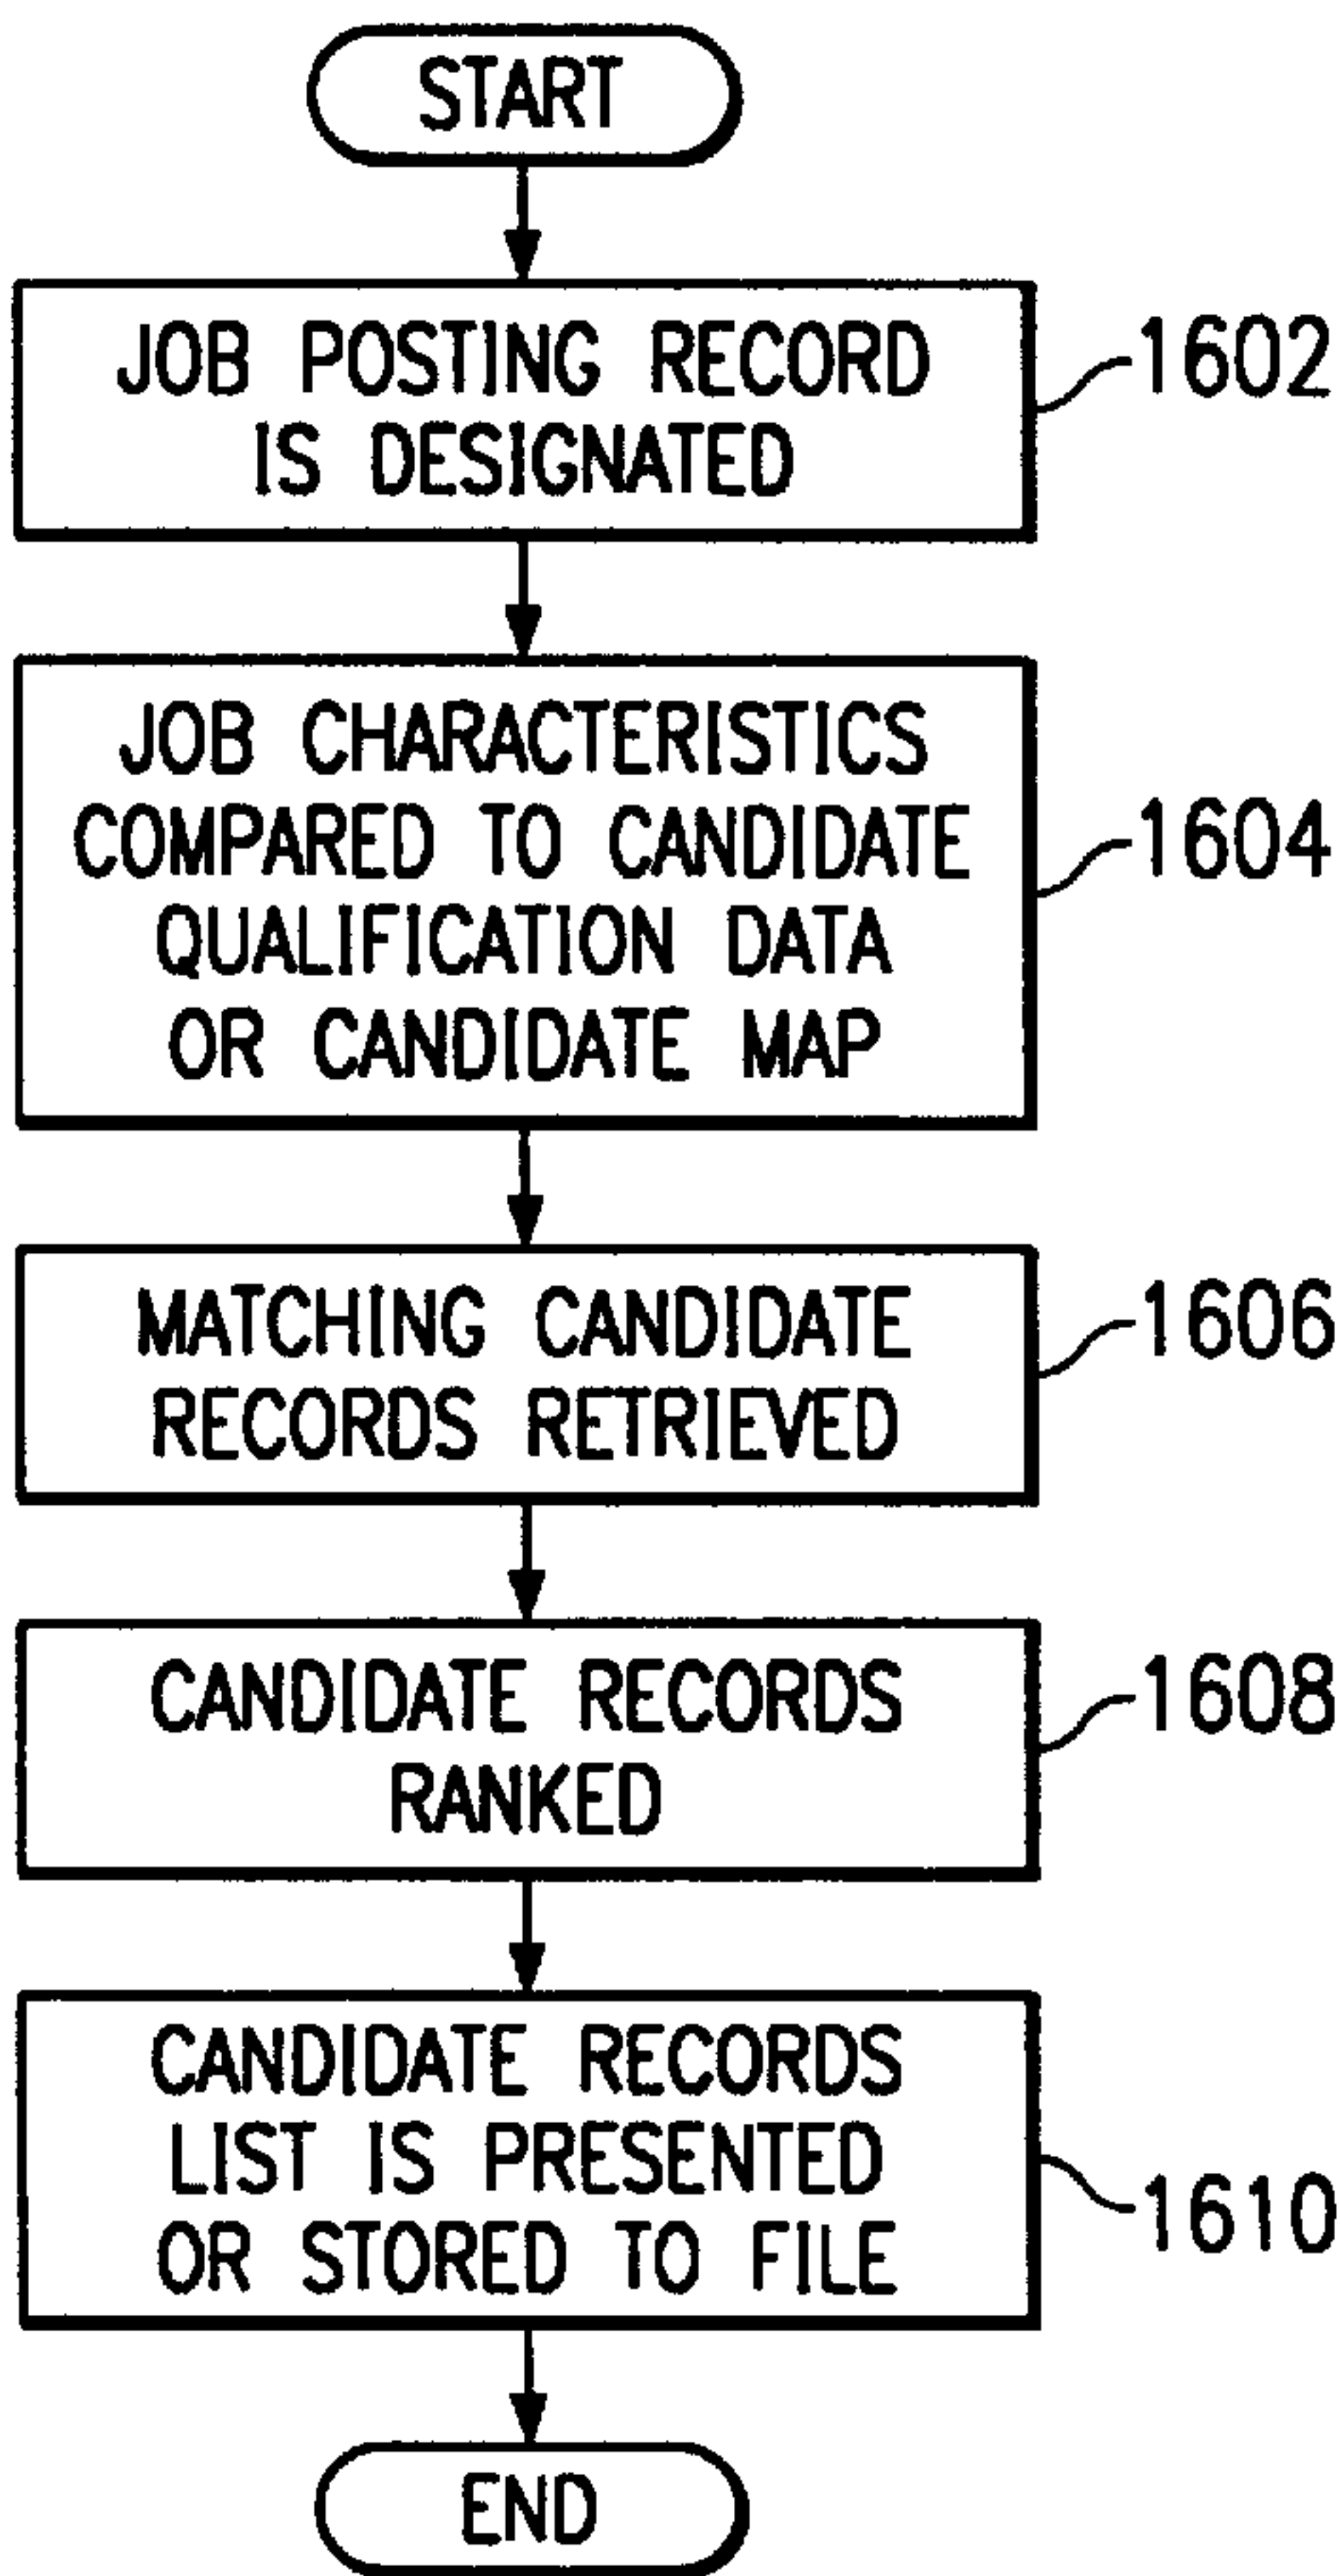 START
JOB POSTING RECORD
IS DESIGNATED
1602
JOB CHARACTERISTICS
COMPARED TO CANDIDATE
QUALIFICATION DATA
OR CANDIDATE MAP
1604
MATCHING CANDIDATE
RECORDS RETRIEVED
1606
CANDIDATE RECORDS
RANKED
1608
CANDIDATE RECORDS
LIST IS PRESENTED
OR STORED TO FILE
1610
END